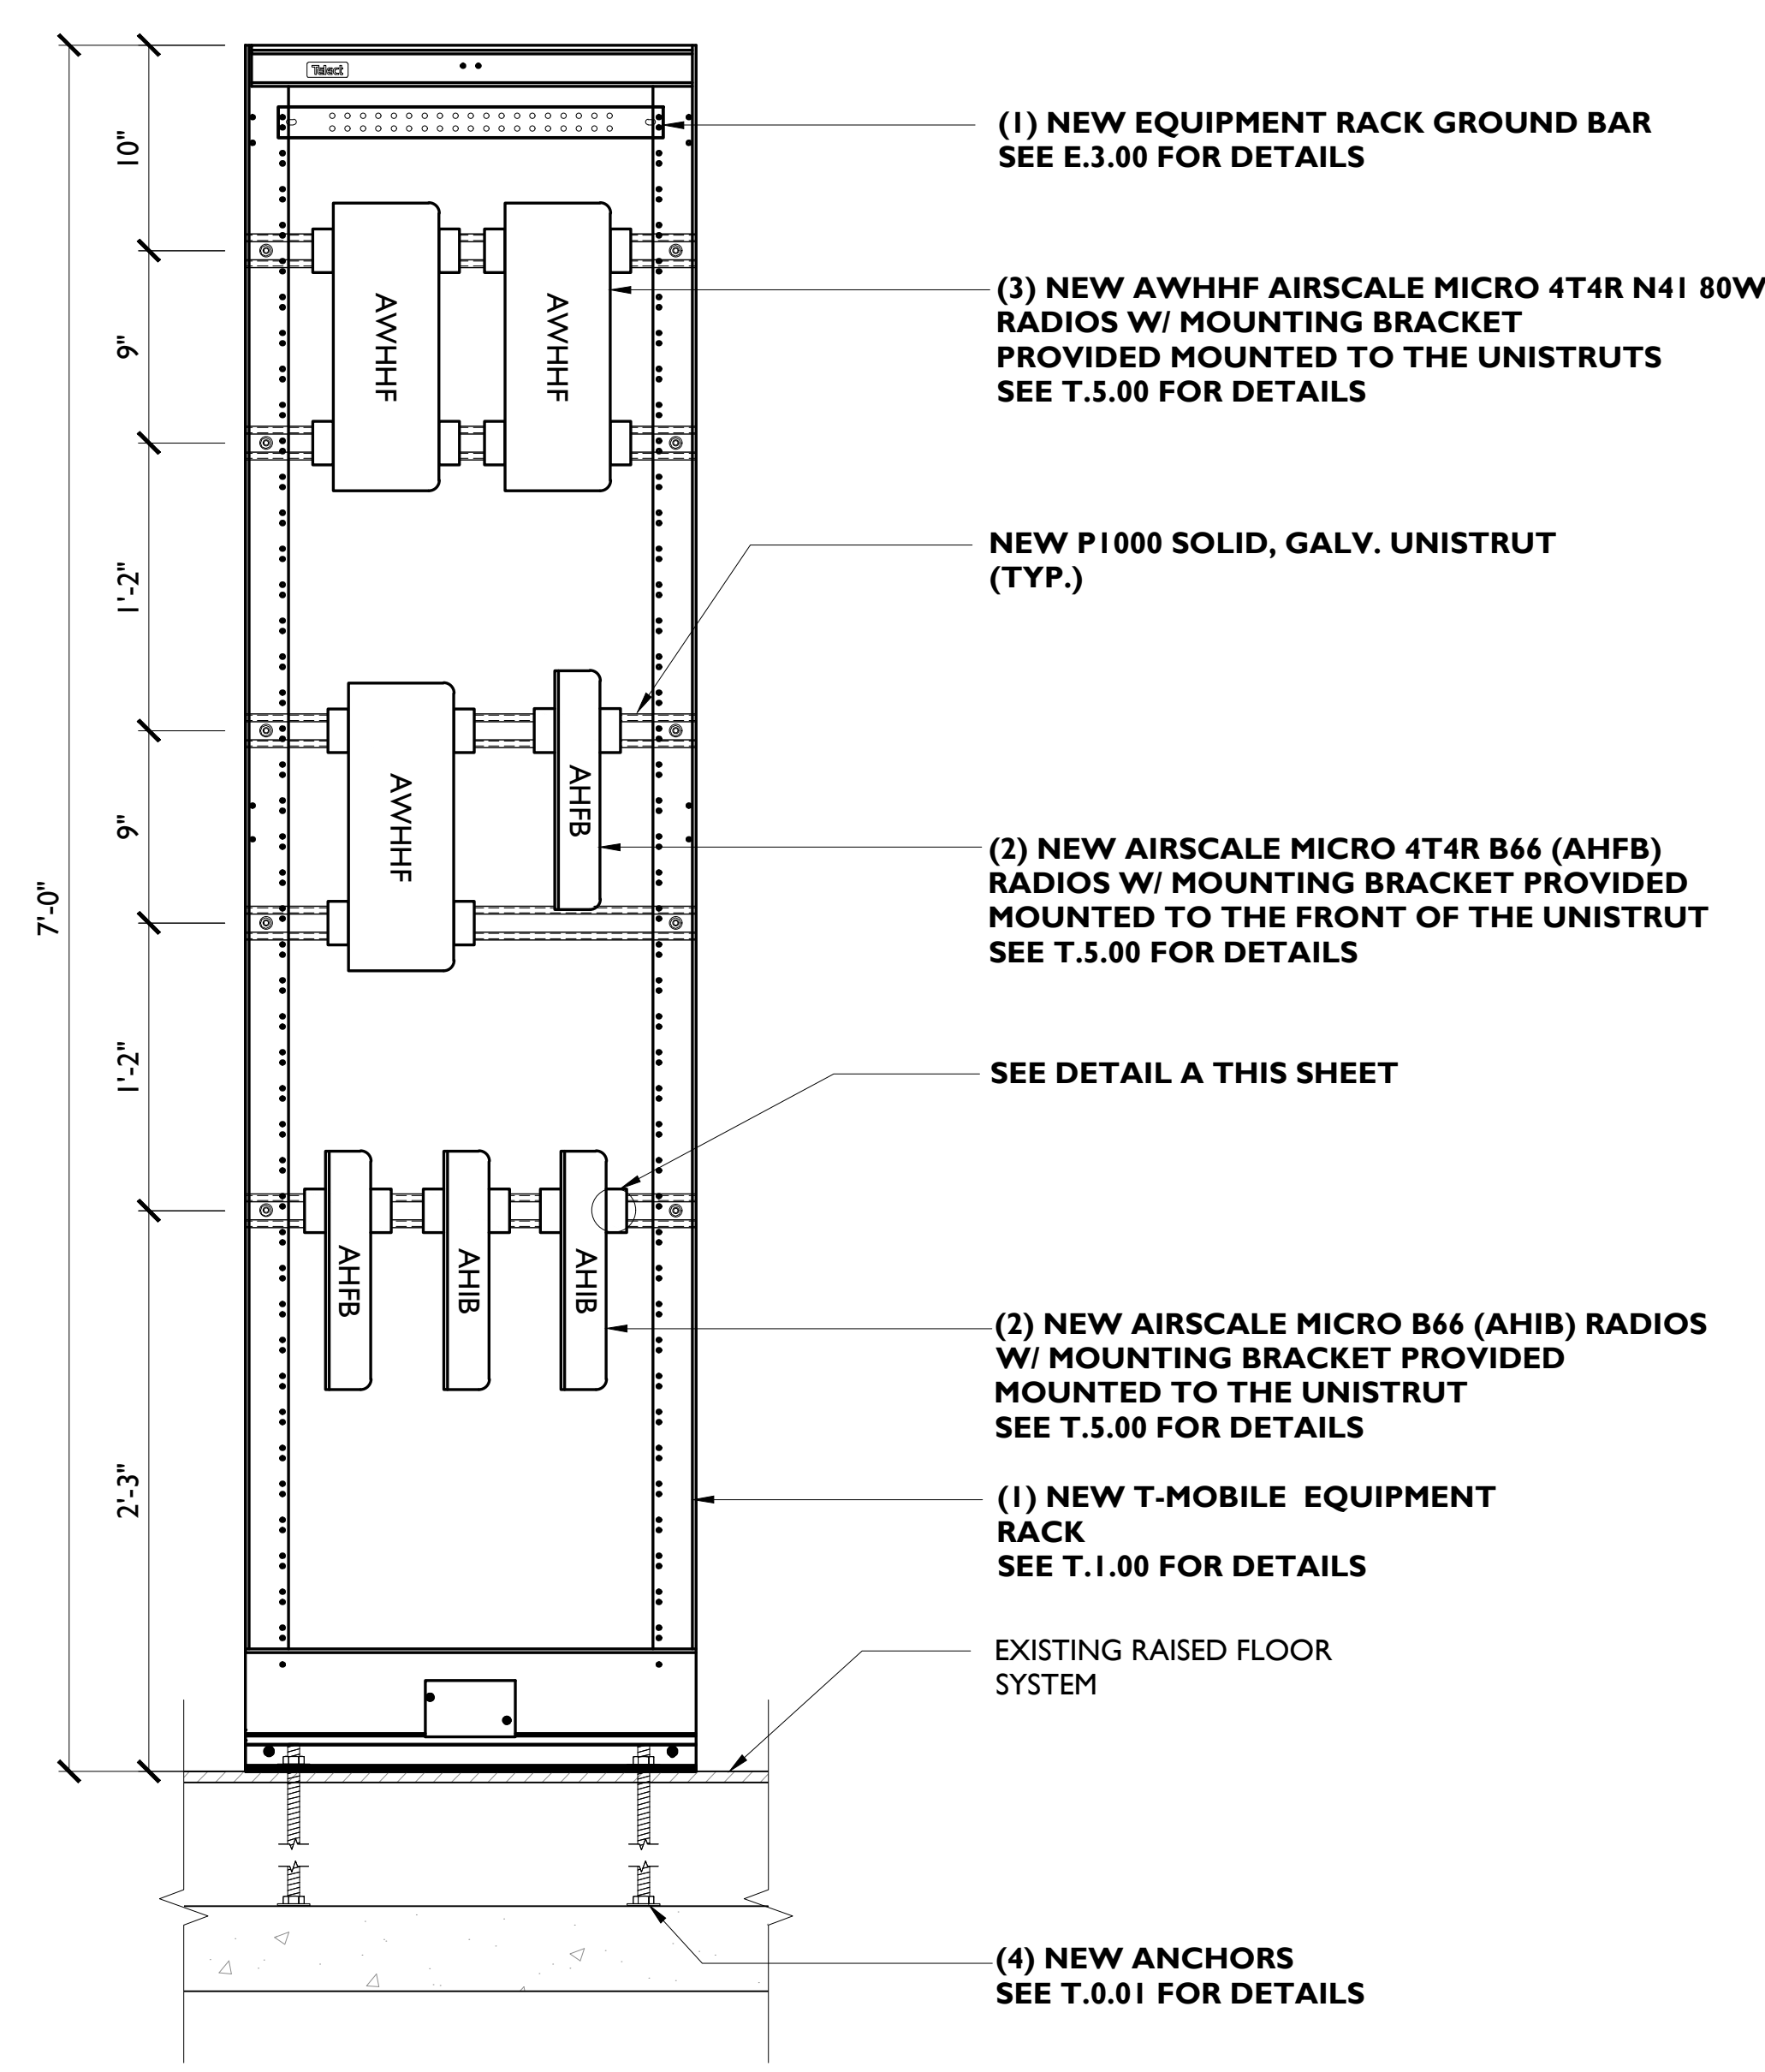 Telect
10"
9"
1'-2"
9"
1'-2"
2'-3"
7'-0"
AWHHF
AWHHF
AWHHF
AHFB
AHFB
AHIB
AHIB
(1) NEW EQUIPMENT RACK GROUND BAR
SEE E.3.00 FOR DETAILS
(3) NEW AWHHF AIRSCALE MICRO 4T4R N41 80W
RADIOS W/ MOUNTING BRACKET
PROVIDED MOUNTED TO THE UNISTRUTS
SEE T.5.00 FOR DETAILS
NEW P1000 SOLID, GALV. UNISTRUT
(TYP.)
(2) NEW AIRSCALE MICRO 4T4R B66 (AHFB)
RADIOS W/ MOUNTING BRACKET PROVIDED
MOUNTED TO THE FRONT OF THE UNISTRUT
SEE T.5.00 FOR DETAILS
SEE DETAIL A THIS SHEET
(2) NEW AIRSCALE MICRO B66 (AHIB) RADIOS
W/ MOUNTING BRACKET PROVIDED
MOUNTED TO THE UNISTRUT
SEE T.5.00 FOR DETAILS
(1) NEW T-MOBILE EQUIPMENT
RACK
SEE T.1.00 FOR DETAILS
EXISTING RAISED FLOOR
SYSTEM
(4) NEW ANCHORS
SEE T.0.01 FOR DETAILS